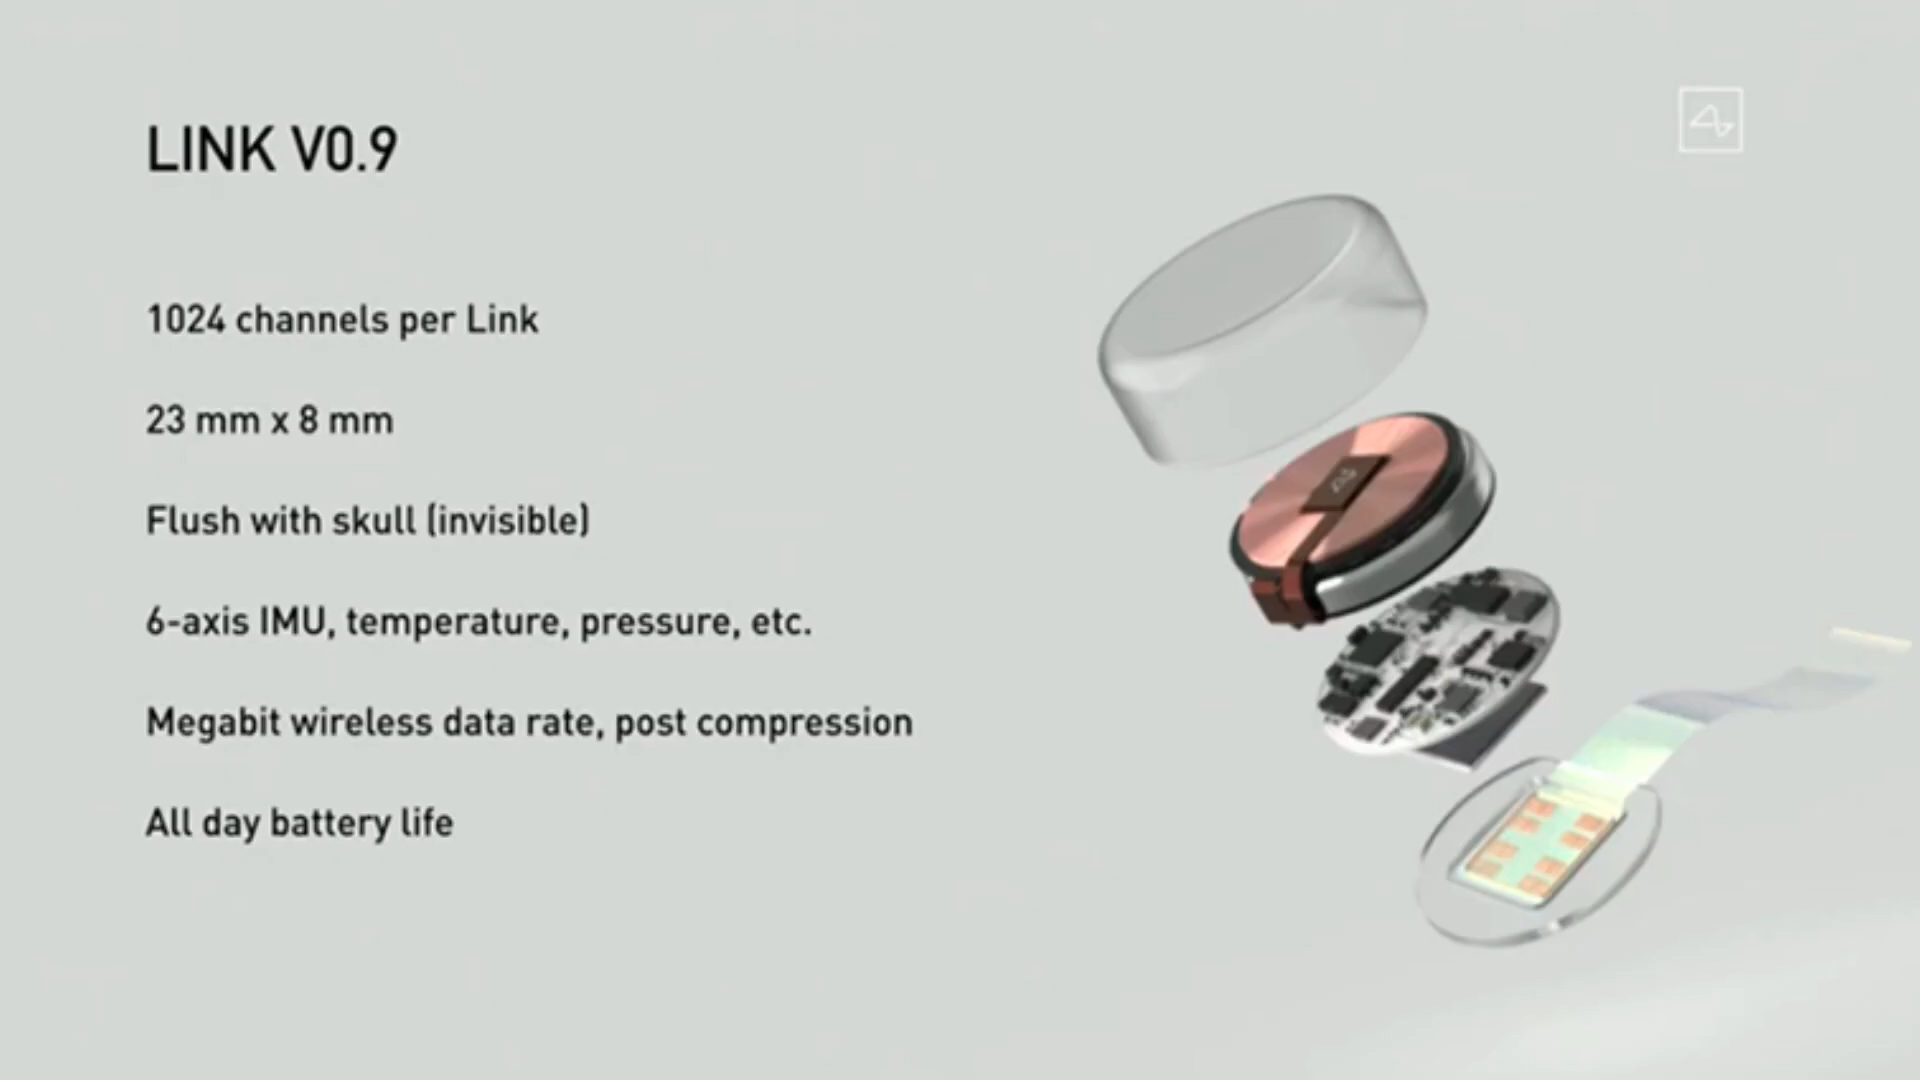 LINK V0.9
1024 channels per Link
23 mm x 8 mm
Flush with skull (invisible)
6-axis IMU, temperature, pressure, etc.
Megabit wireless data rate, post compression
All day battery life